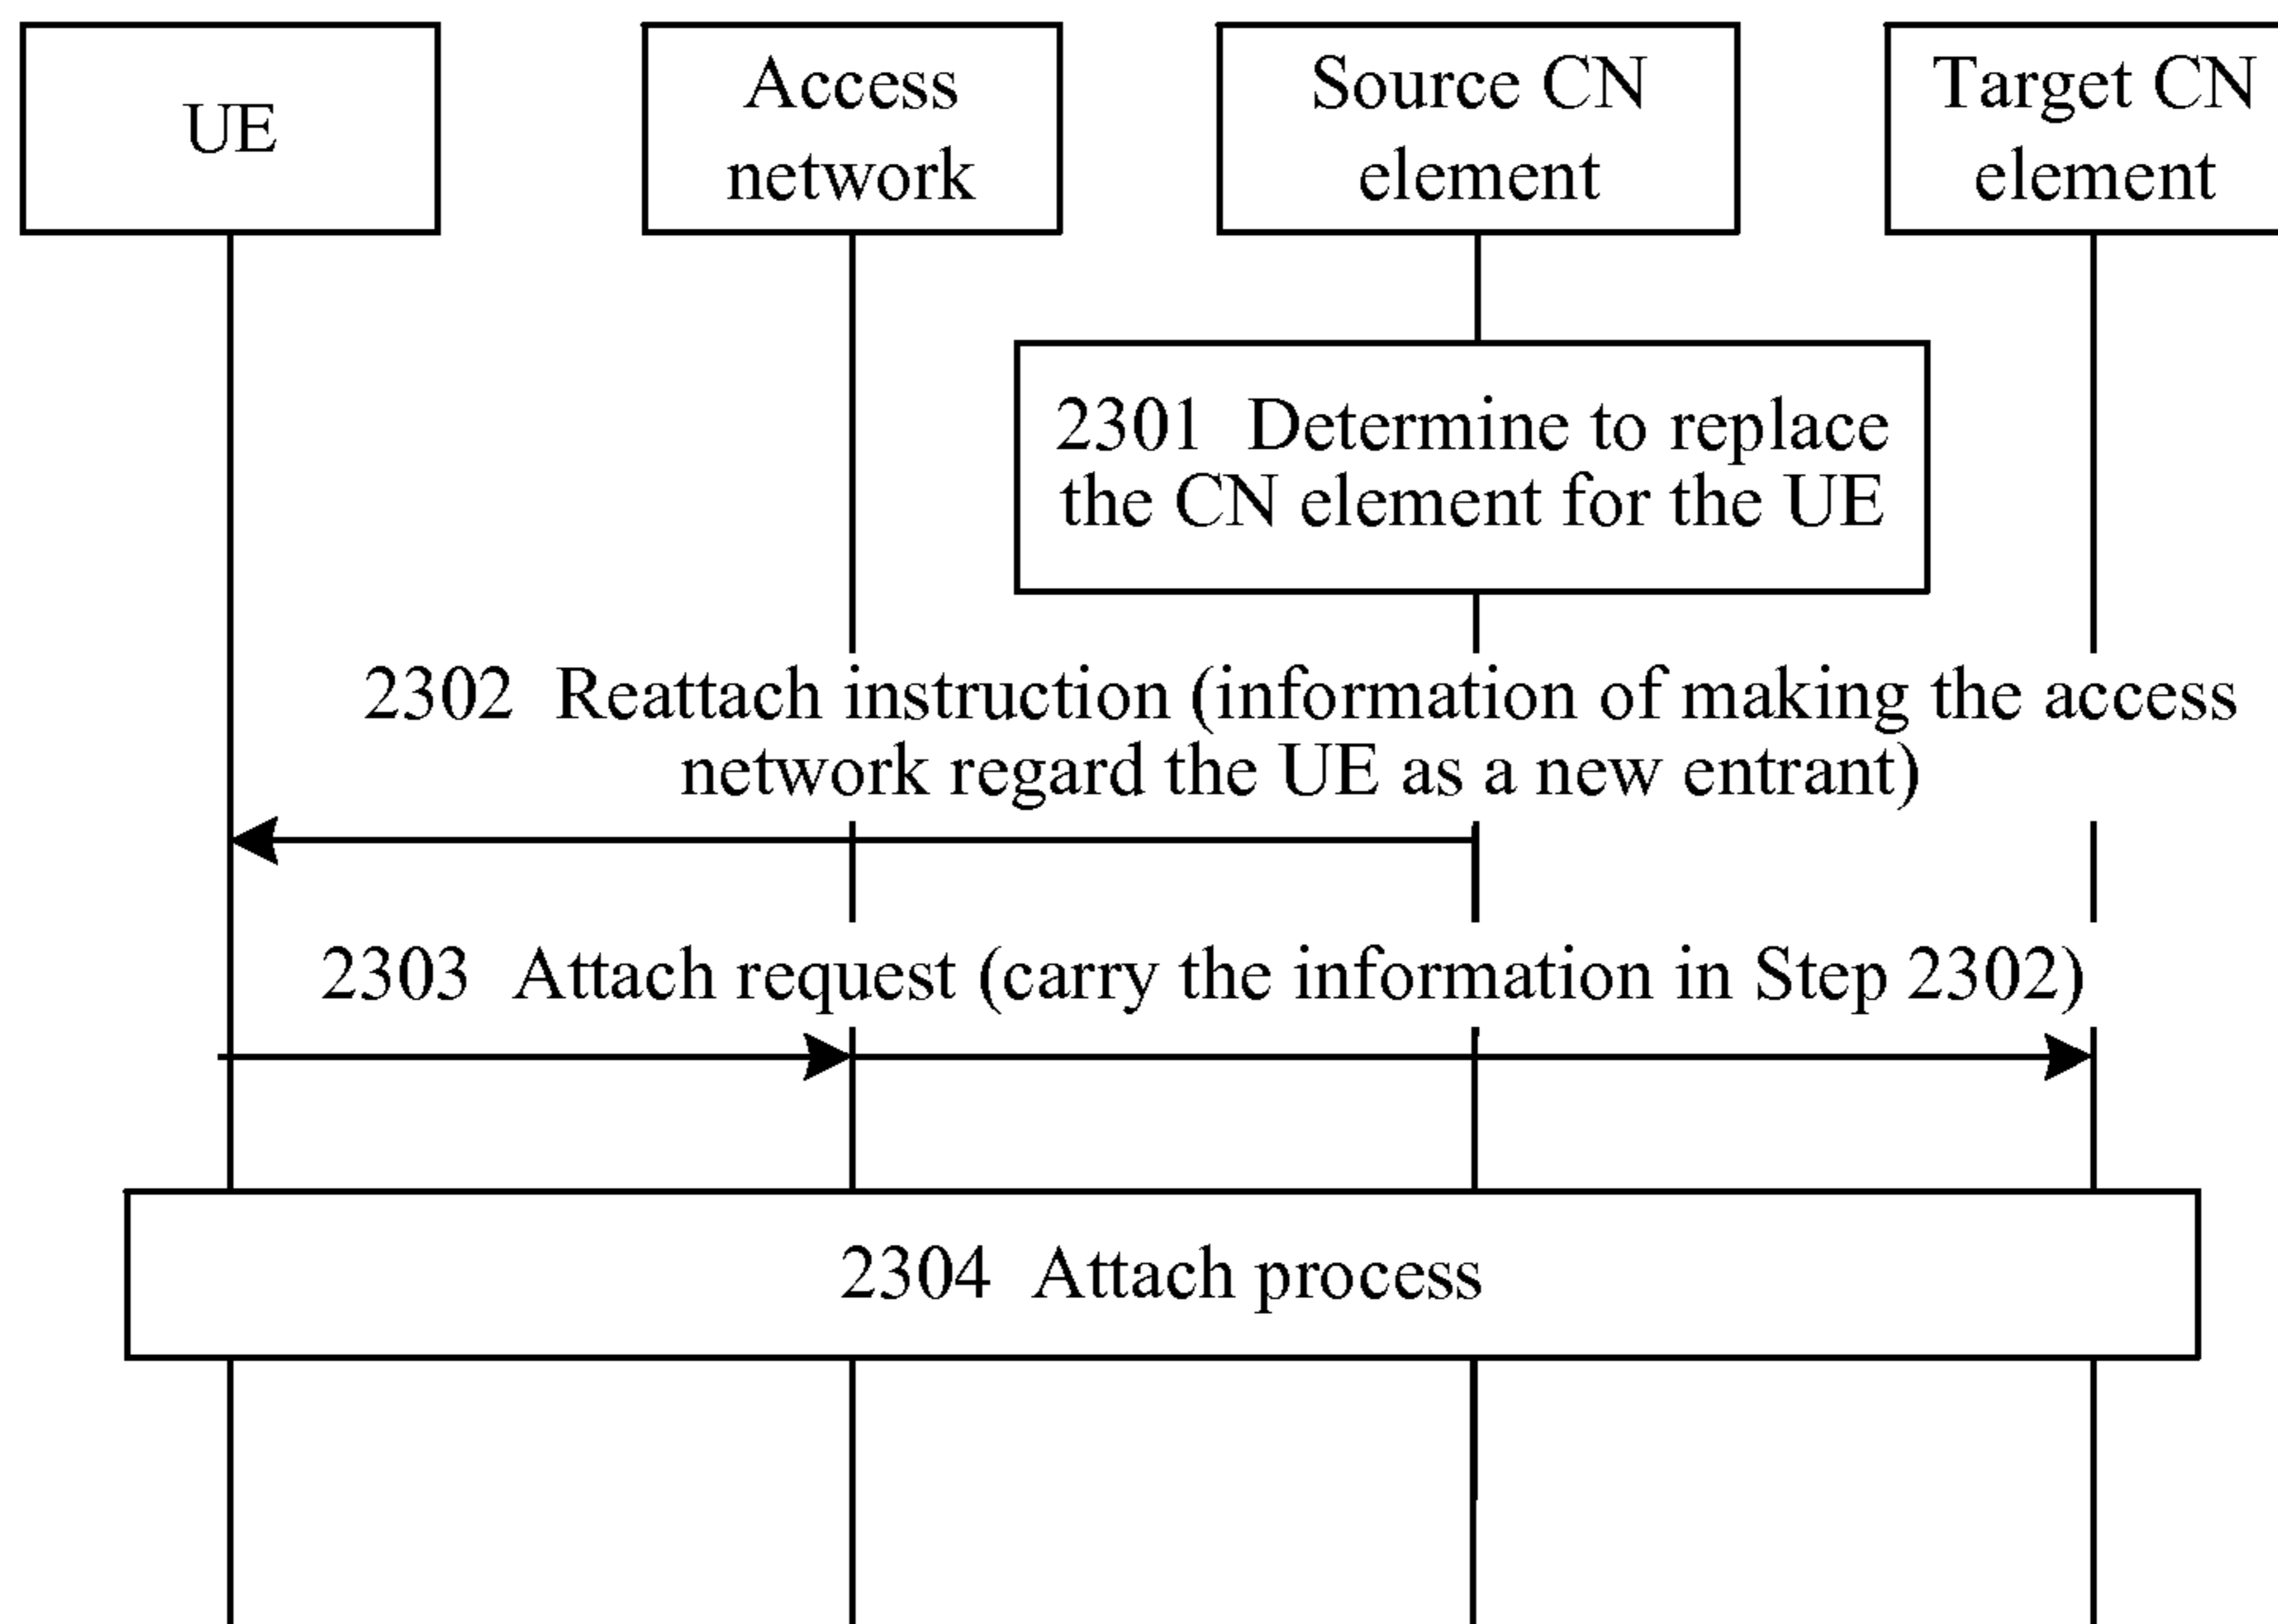 UE
Access
network
Source CN
element
Target CN
element
2301 Determine to replace
the CN element for the UE
2302 Reattach instruction (information of making the access
network regard the UE as a new entrant)
2303 Attach request (carry the information in Step 2302)
2304 Attach process